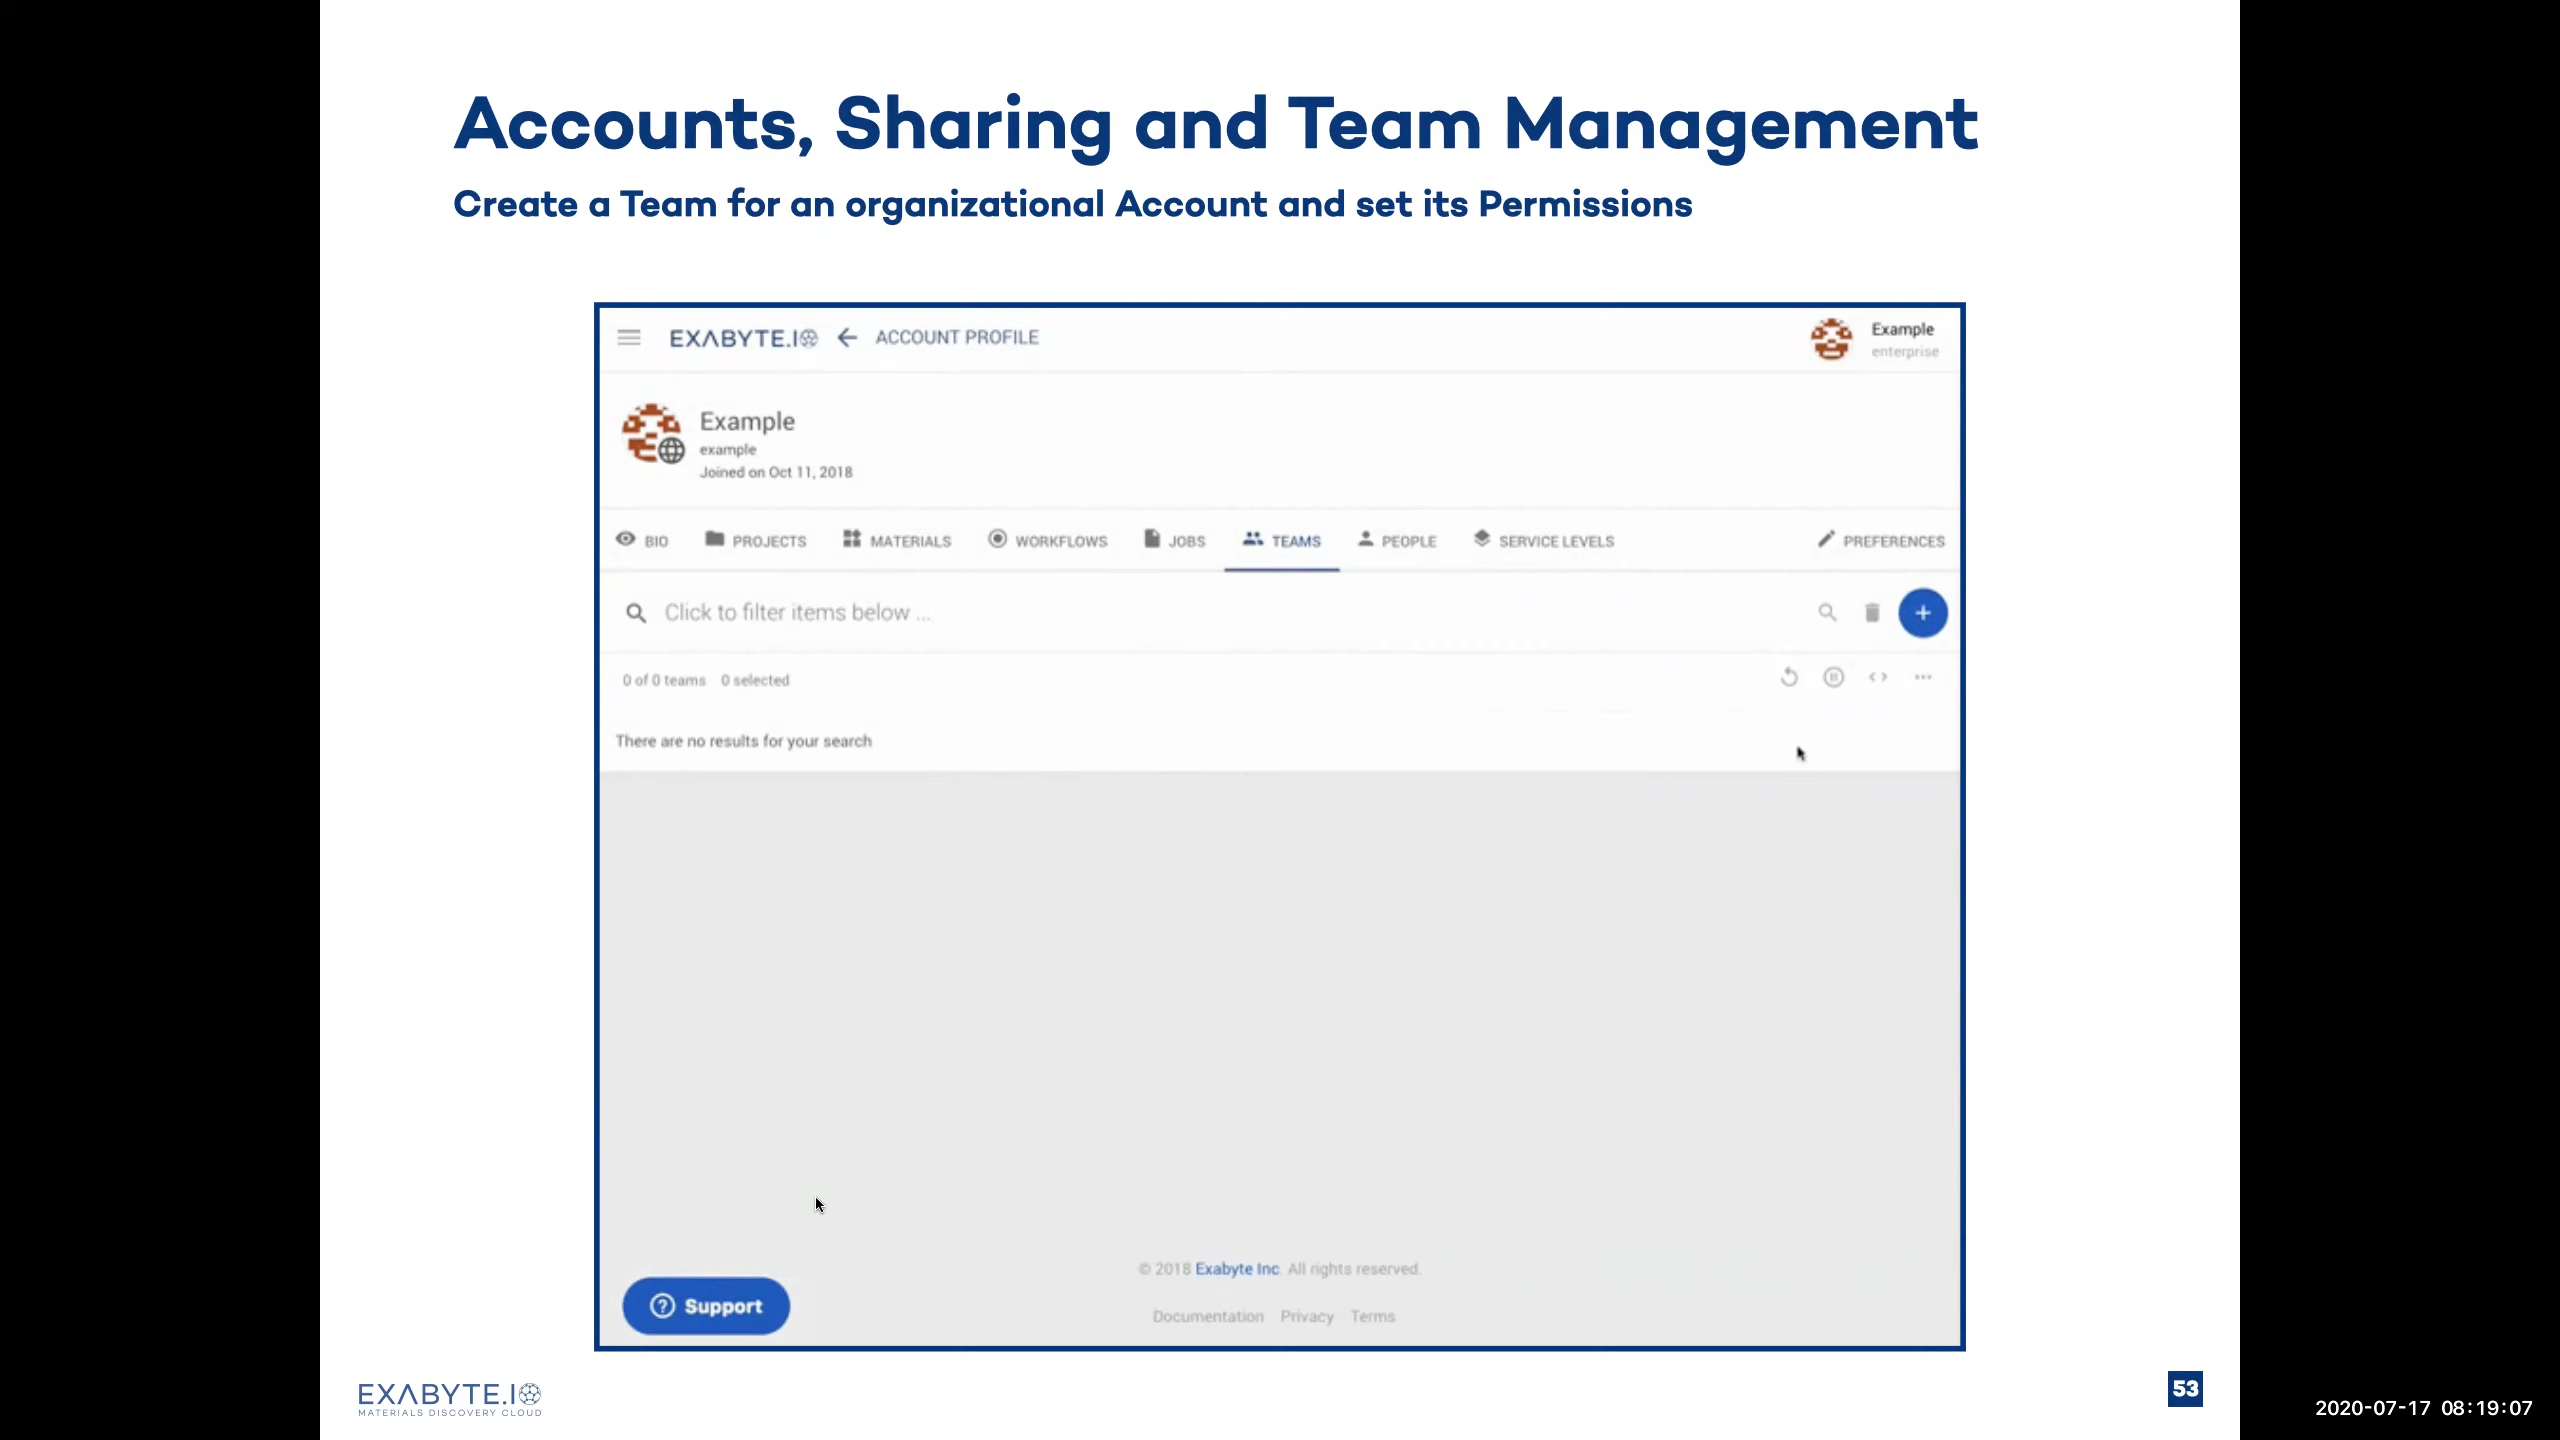 Accounts, Sharing and Team Management
Create a Team for an organizational Account and set its Permissions
EXABYTE.IO
ACCOUNT PROFILE
Example
enterprise
Example
example
Joined on Oct 11, 2018
BIO
PROJECTS
MATERIALS
WORKFLOWS
JOBS
TEAMS
PEOPLE
SERVICE LEVELS
PREFERENCES
Click to filter items below ...
0 of 0 teams 0 selected
There are no results for your search
© 2018 Exabyte Inc. All rights reserved.
Support
Documentation Privacy Terms
EXABYTE.IO
MATERIALS DISCOVERY CLOUD
53
2020-07-17 08:19:07